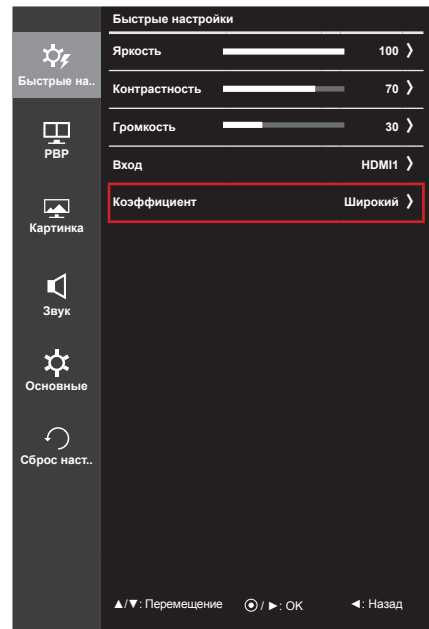 Быстрые настройки
Быстрые на..
PBP
Картинка
Звук
Основные
Сброс наст..
Яркость 100 ❯
Контрастность 70 ❯
Громкость 30 ❯
Вход HDMI1 ❯
Коэффициент Широкий ❯
▲/▼: Перемещение ⦿ / ►: OK ◄: Назад